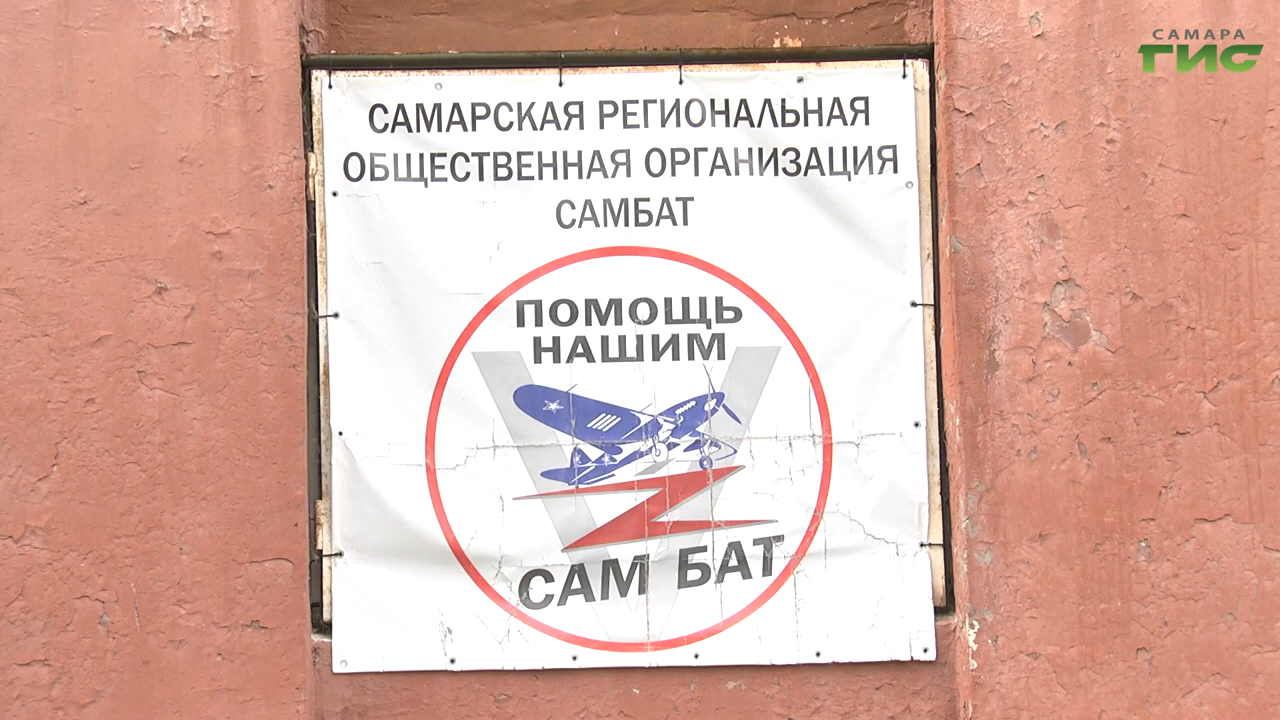 САМАРА
ГИС
САМАРСКАЯ РЕГИОНАЛЬНАЯ
ОБЩЕСТВЕННАЯ ОРГАНИЗАЦИЯ
САМБАТ
ПОМОЩЬ
НАШИМ
V
Z
САМ БАТ